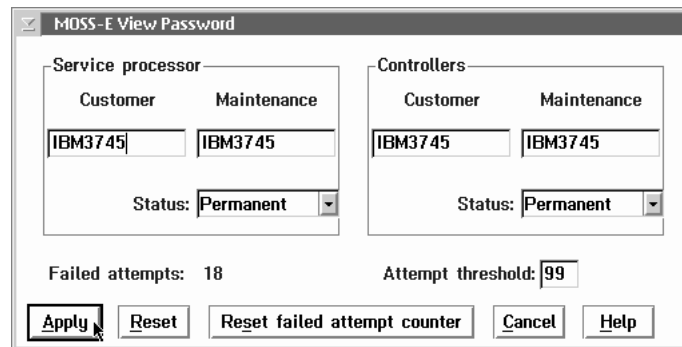 MOSS-E View Password
Service processor
Controllers
Customer Maintenance
Customer Maintenance
IBM3745 IBM3745
IBM3745 IBM3745
Status: Permanent
Status: Permanent
Failed attempts: 18
Attempt threshold: 99
Apply Reset Reset failed attempt counter Cancel Help